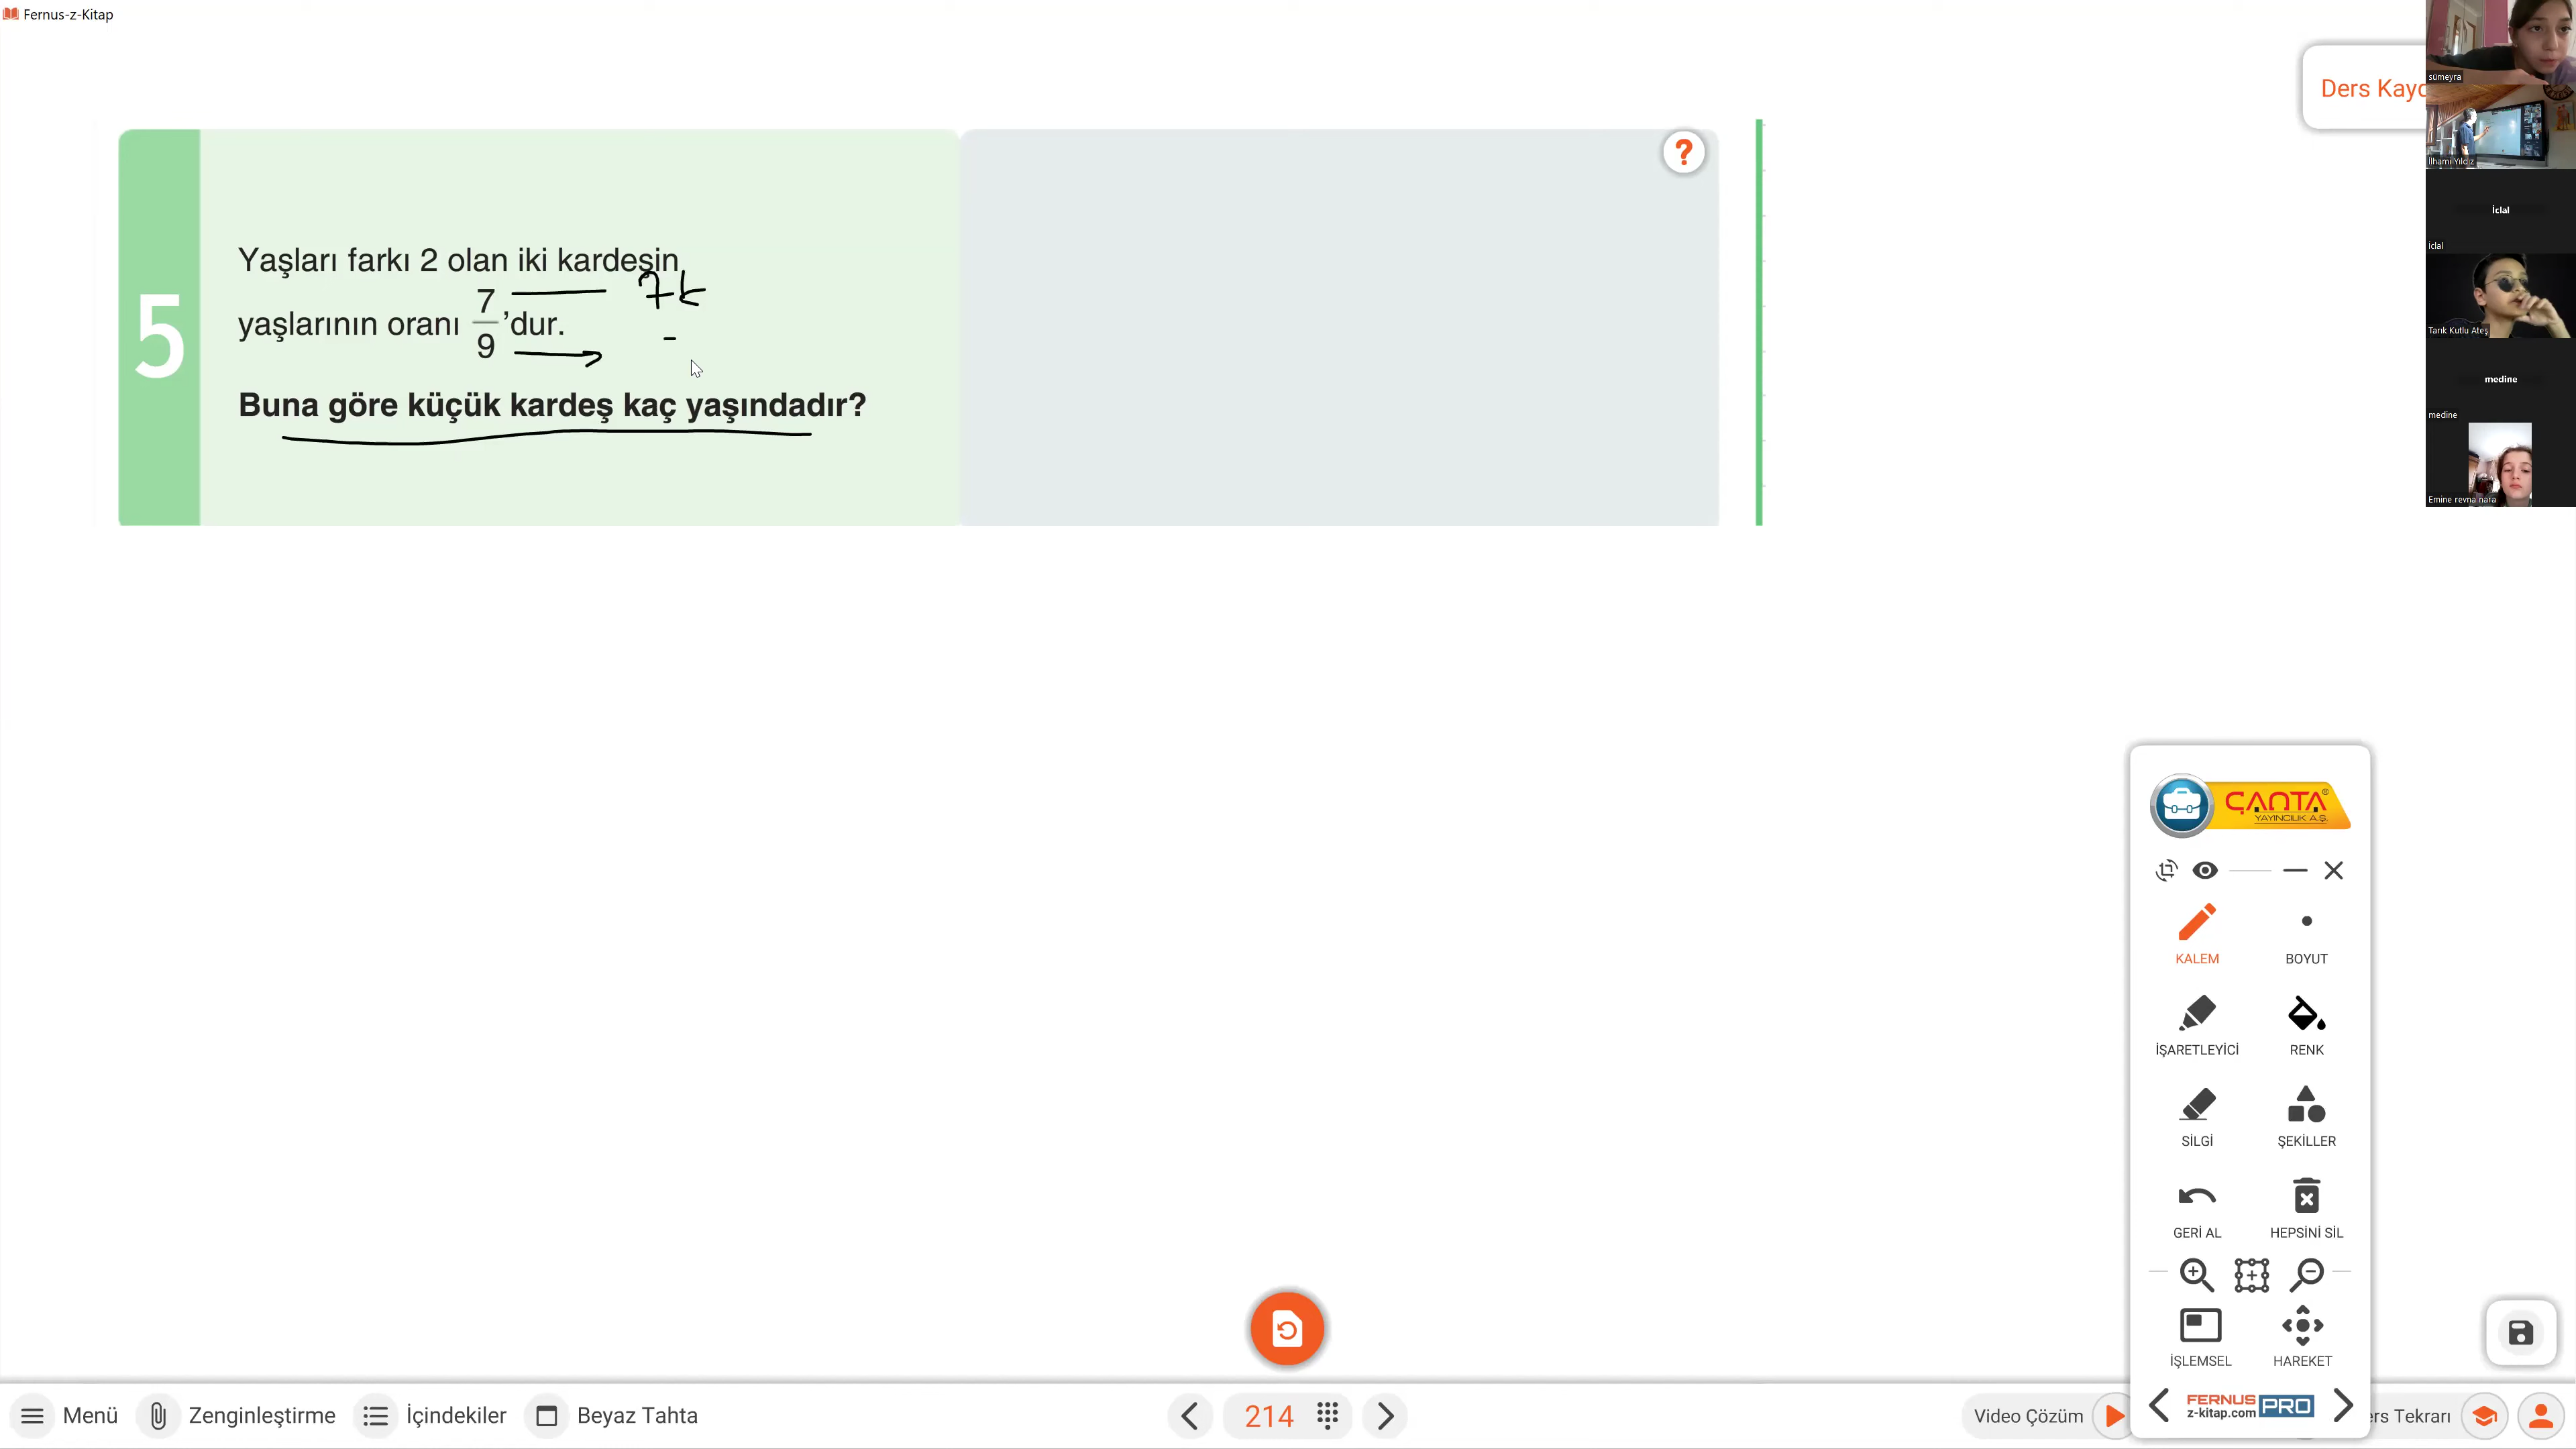 Fernus-z-Kitap
sümeyra
Ders Kayd
İlhami Yıldız
İclal
İclal
Tarık Kutlu Ateş
medine
medine
Emine revna nara
5
Yaşları farkı 2 olan iki kardeşin
yaşlarının oranı 7/9 'dur.
7k
-
Buna göre küçük kardeş kaç yaşındadır?
?
ÇANTA
YAYINCILIK A.Ş.
KALEM BOYUT
İŞARETLEYİCİ RENK
SİLGİ ŞEKİLLER
GERİ AL HEPSİNİ SİL
İŞLEMSEL HAREKET
FERNUS PRO
z-kitap.com
Menü Zenginleştirme İçindekiler Beyaz Tahta 214 Video Çözüm ers Tekrarı